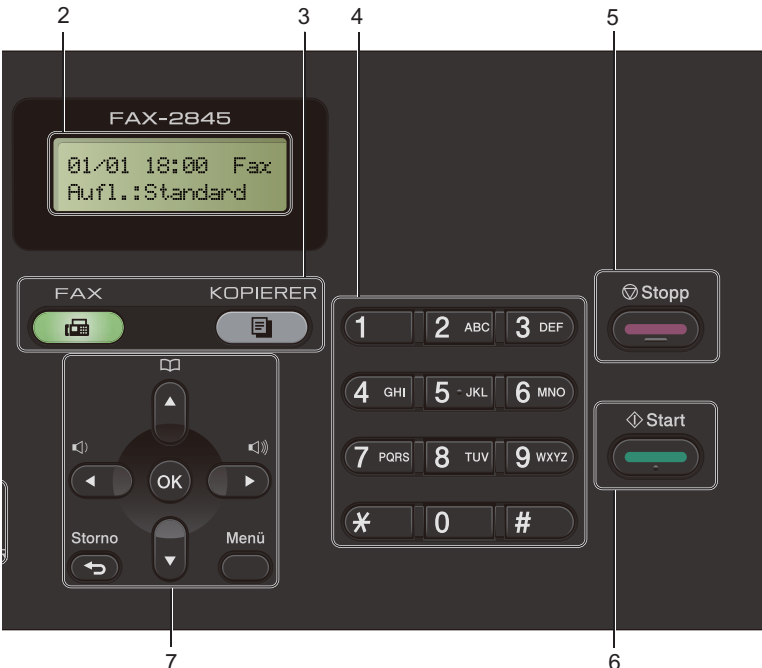 2 3 4 5
FAX-2845
01/01 18:00 Fax
Aufl.:Standard
FAX KOPIERER
1 2 ABC 3 DEF
4 GHI 5 JKL 6 MNO
7 PQRS 8 TUV 9 WXYZ
* 0 #
Stopp
Start
OK
Storno Menü
7 6